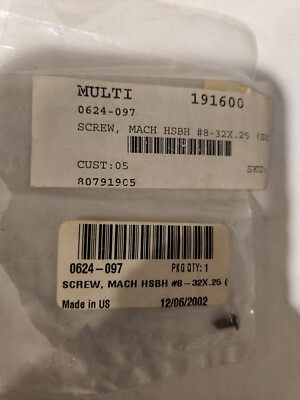 MULTI 191600
0624-097
SCREW, MACH HSBH #8-32X.25 (
CUST:05 SKU:
80791905
0624-097 PKG QTY: 1
SCREW, MACH HSBH #8-32X.25 (
Made in US 12/06/2002